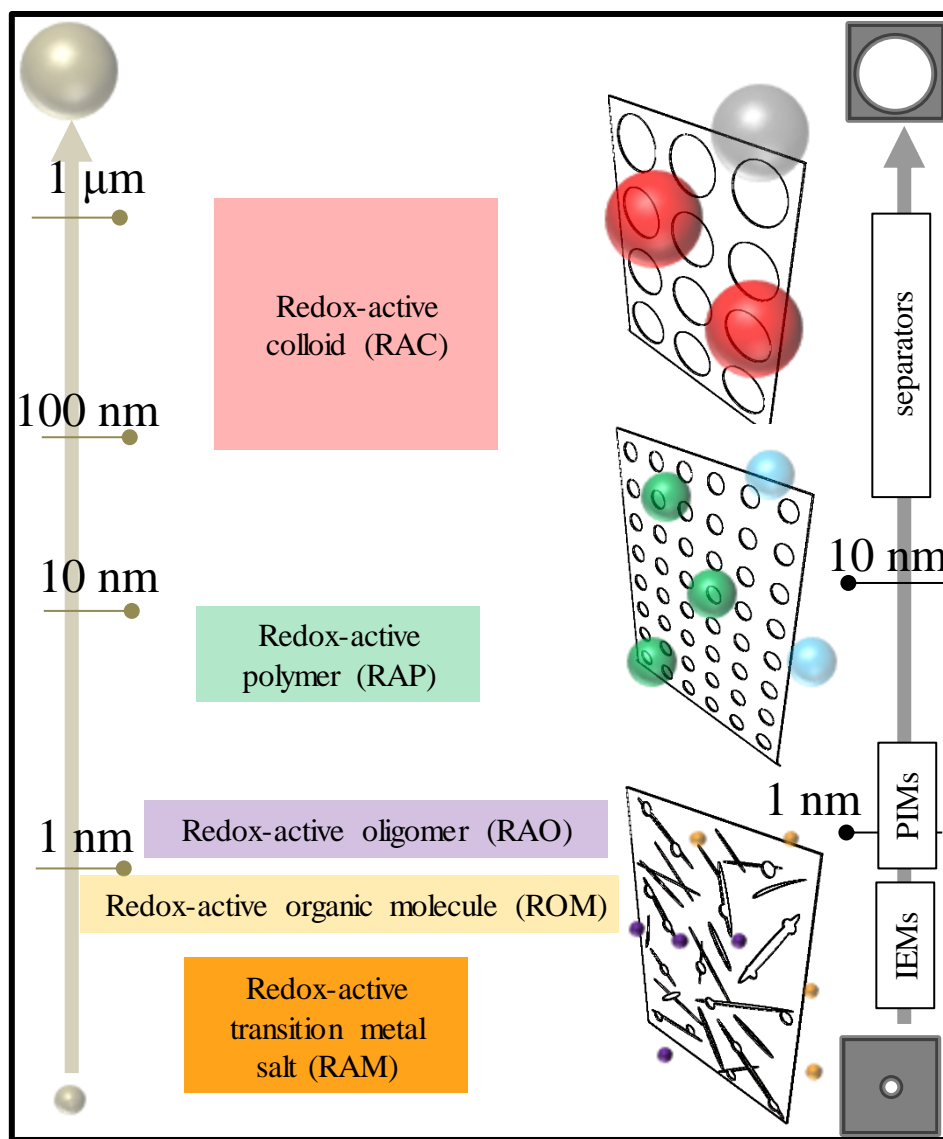 1 μm
Redox-active
colloid (RAC)
separators
100 nm
10 nm
10 nm
Redox-active
polymer (RAP)
PIMs
1 nm
1 nm
Redox-active oligomer (RAO)
Redox-active organic molecule (ROM)
IEMs
Redox-active
transition metal
salt (RAM)